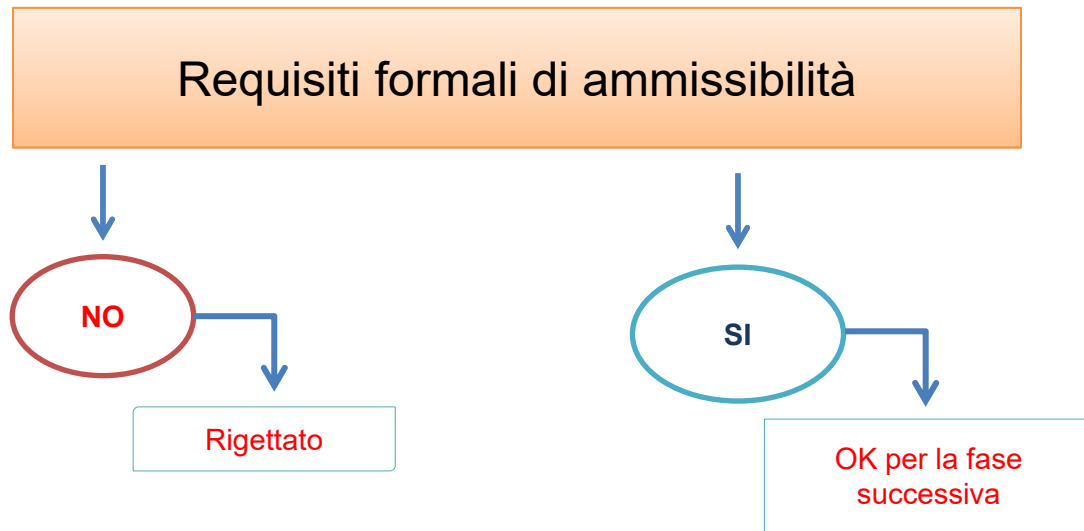 Requisiti formali di ammissibilità
NO
SI
Rigettato
OK per la fase
successiva